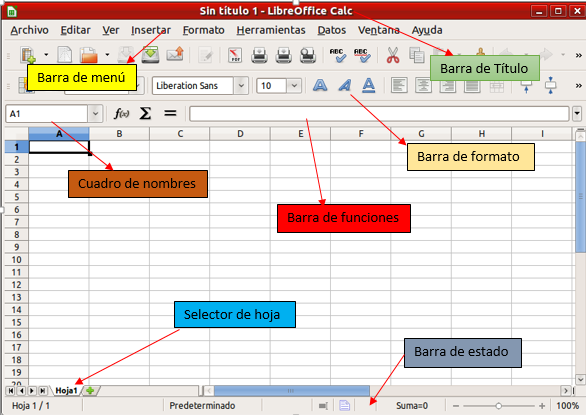 Sin título 1 - LibreOffice Calc
Archivo Editar Ver Insertar Formato Herramientas Datos Ventana Ayuda
PDF ABC ABC
Barra de menú
Barra de Título
Liberation Sans 10 A A A
A1 f(x) Σ =
A B C D E F G H I
1
2
Barra de formato
3
4
Cuadro de nombres
5
6
7
Barra de funciones
8
9
10
11
12
13
14
Selector de hoja
15
16
17
Barra de estado
18
19
20
Hoja1
Hoja 1 / 1 Predeterminado Suma=0 100%